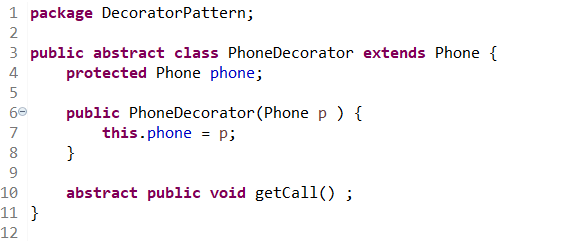 1 package DecoratorPattern;
2
3 public abstract class PhoneDecorator extends Phone {
4     protected Phone phone;
5
6     public PhoneDecorator(Phone p ) {
7         this.phone = p;
8     }
9
10     abstract public void getCall() ;
11 }
12